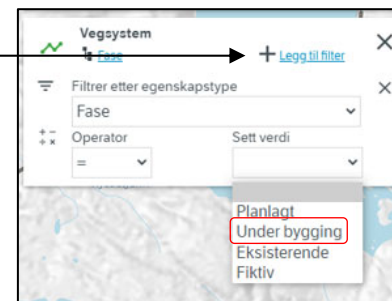 Vegsystem
Fase
Legg til filter
Filtrer etter egenskapstype
Fase
Operator
Sett verdi
=
Planlagt
Under bygging
Eksisterende
Fiktiv